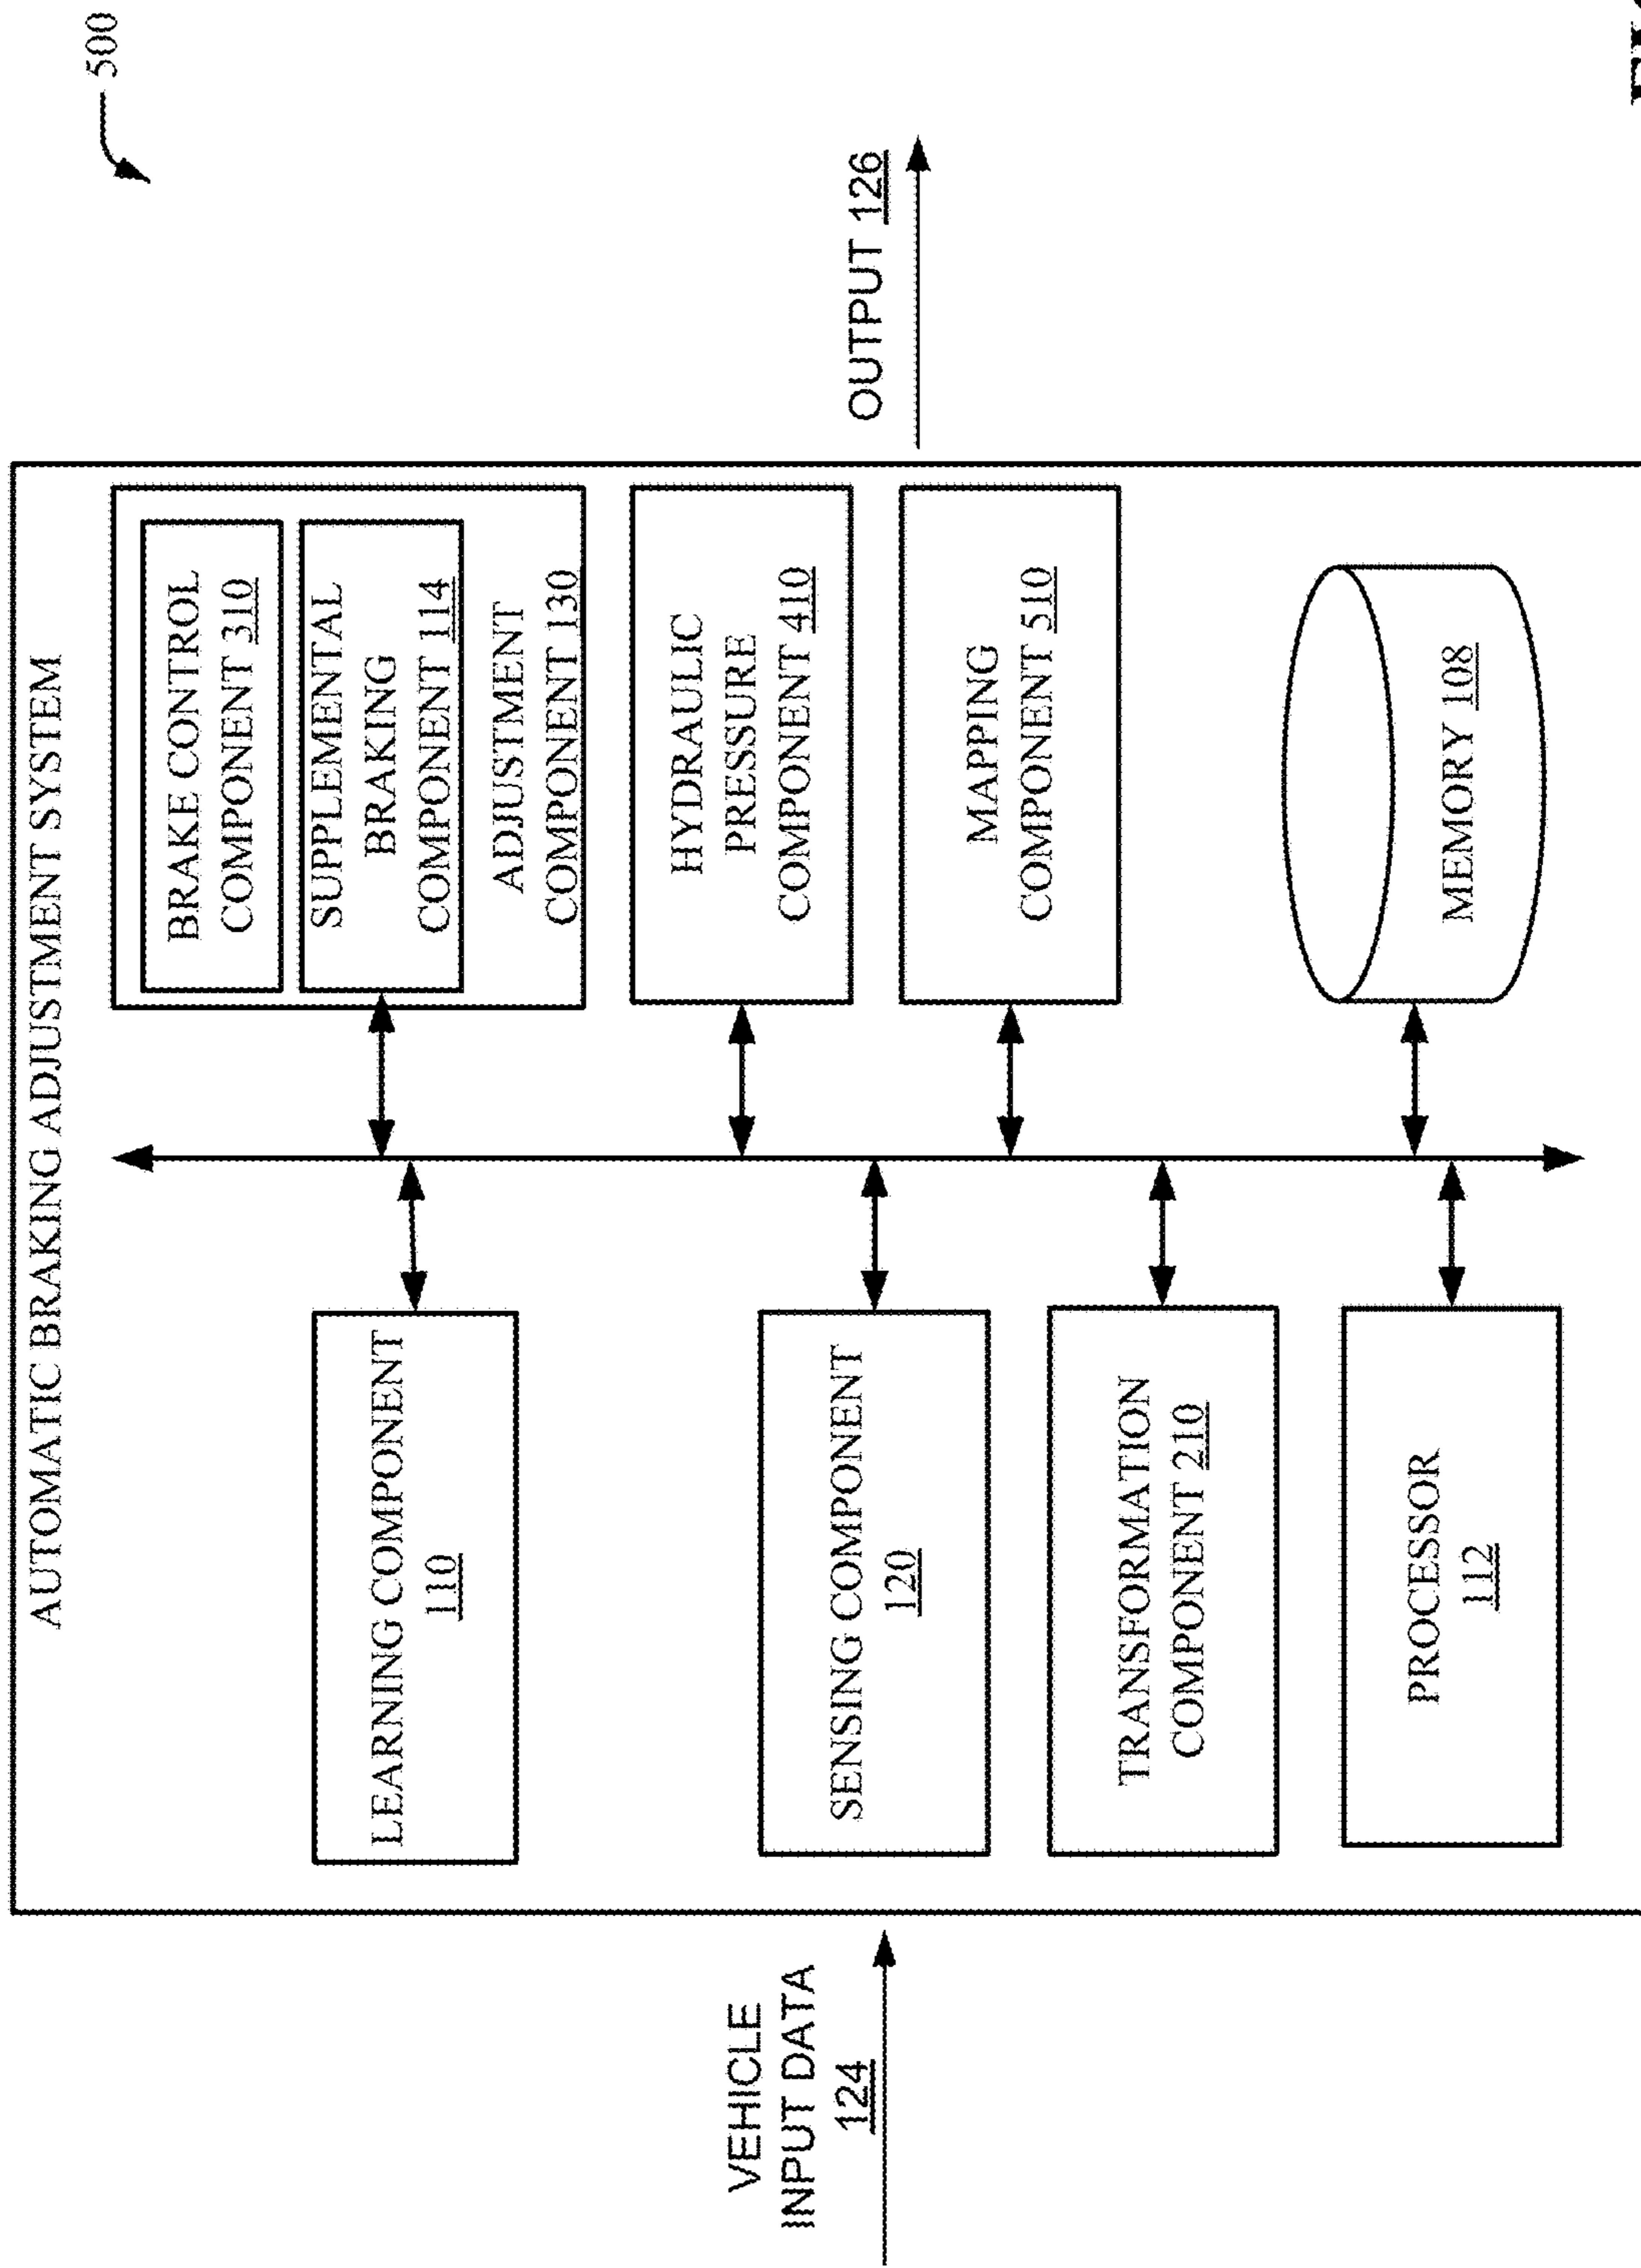 500
AUTOMATIC BRAKING ADJUSTMENT SYSTEM
VEHICLE
INPUT DATA
124
LEARNING COMPONENT
110
SENSING COMPONENT
120
TRANSFORMATION
COMPONENT 210
PROCESSOR
112
BRAKE CONTROL
COMPONENT 310
SUPPLEMENTAL
BRAKING
COMPONENT 114
ADJUSTMENT
COMPONENT 130
HYDRAULIC
PRESSURE
COMPONENT 410
MAPPING
COMPONENT 510
MEMORY 108
OUTPUT 126